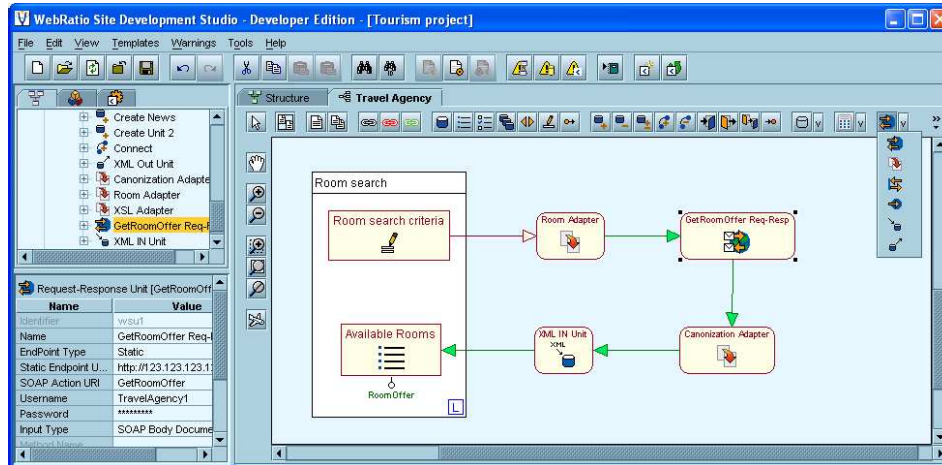 WebRatio Site Development Studio - Developer Edition - [Tourism project]
File Edit View Templates Warnings Tools Help
Structure Travel Agency
Create News
Create Unit 2
Connect
XML Out Unit
Canonization Adapte
Room Adapter
XSL Adapter
GetRoomOffer Req-R
XML IN Unit
Request-Response Unit [GetRoomOff
Name Value
Identifier wsu1
Name GetRoomOffer Req-
EndPoint Type Static
Static Endpoint U... http://123.123.123.1
SOAP Action URI GetRoomOffer
Username TravelAgency1
Password *********
Input Type SOAP Body Docume
Method Name
Room search
Room search criteria
Room Adapter
GetRoomOffer Req-Resp
Available Rooms
RoomOffer
L
XML IN Unit
XML
Canonization Adapter